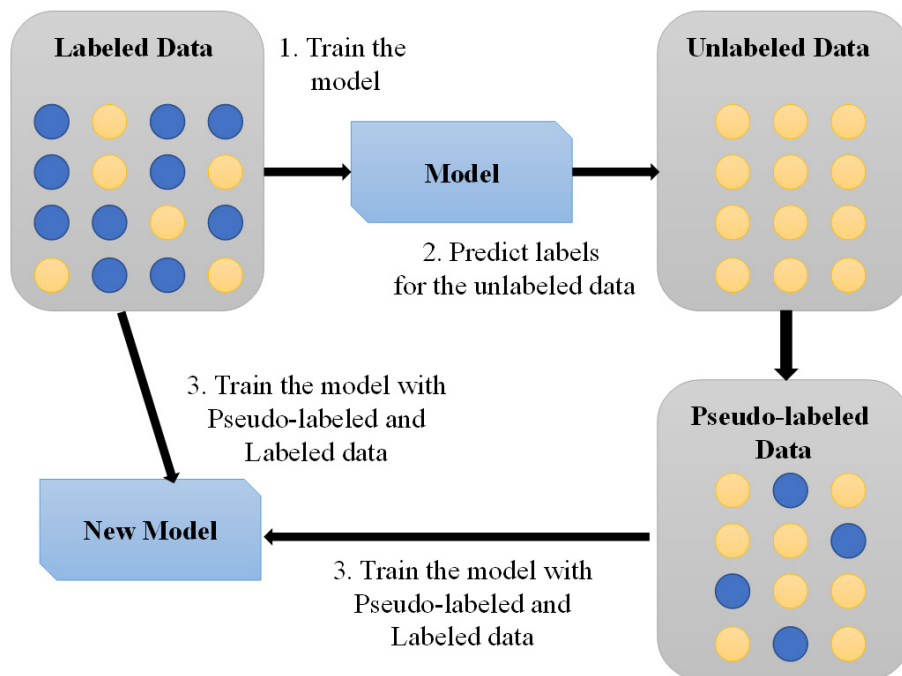 Labeled Data
1. Train the
model
Unlabeled Data
Model
2. Predict labels
for the unlabeled data
3. Train the model with
Pseudo-labeled and
Labeled data
Pseudo-labeled
Data
New Model
3. Train the model with
Pseudo-labeled and
Labeled data